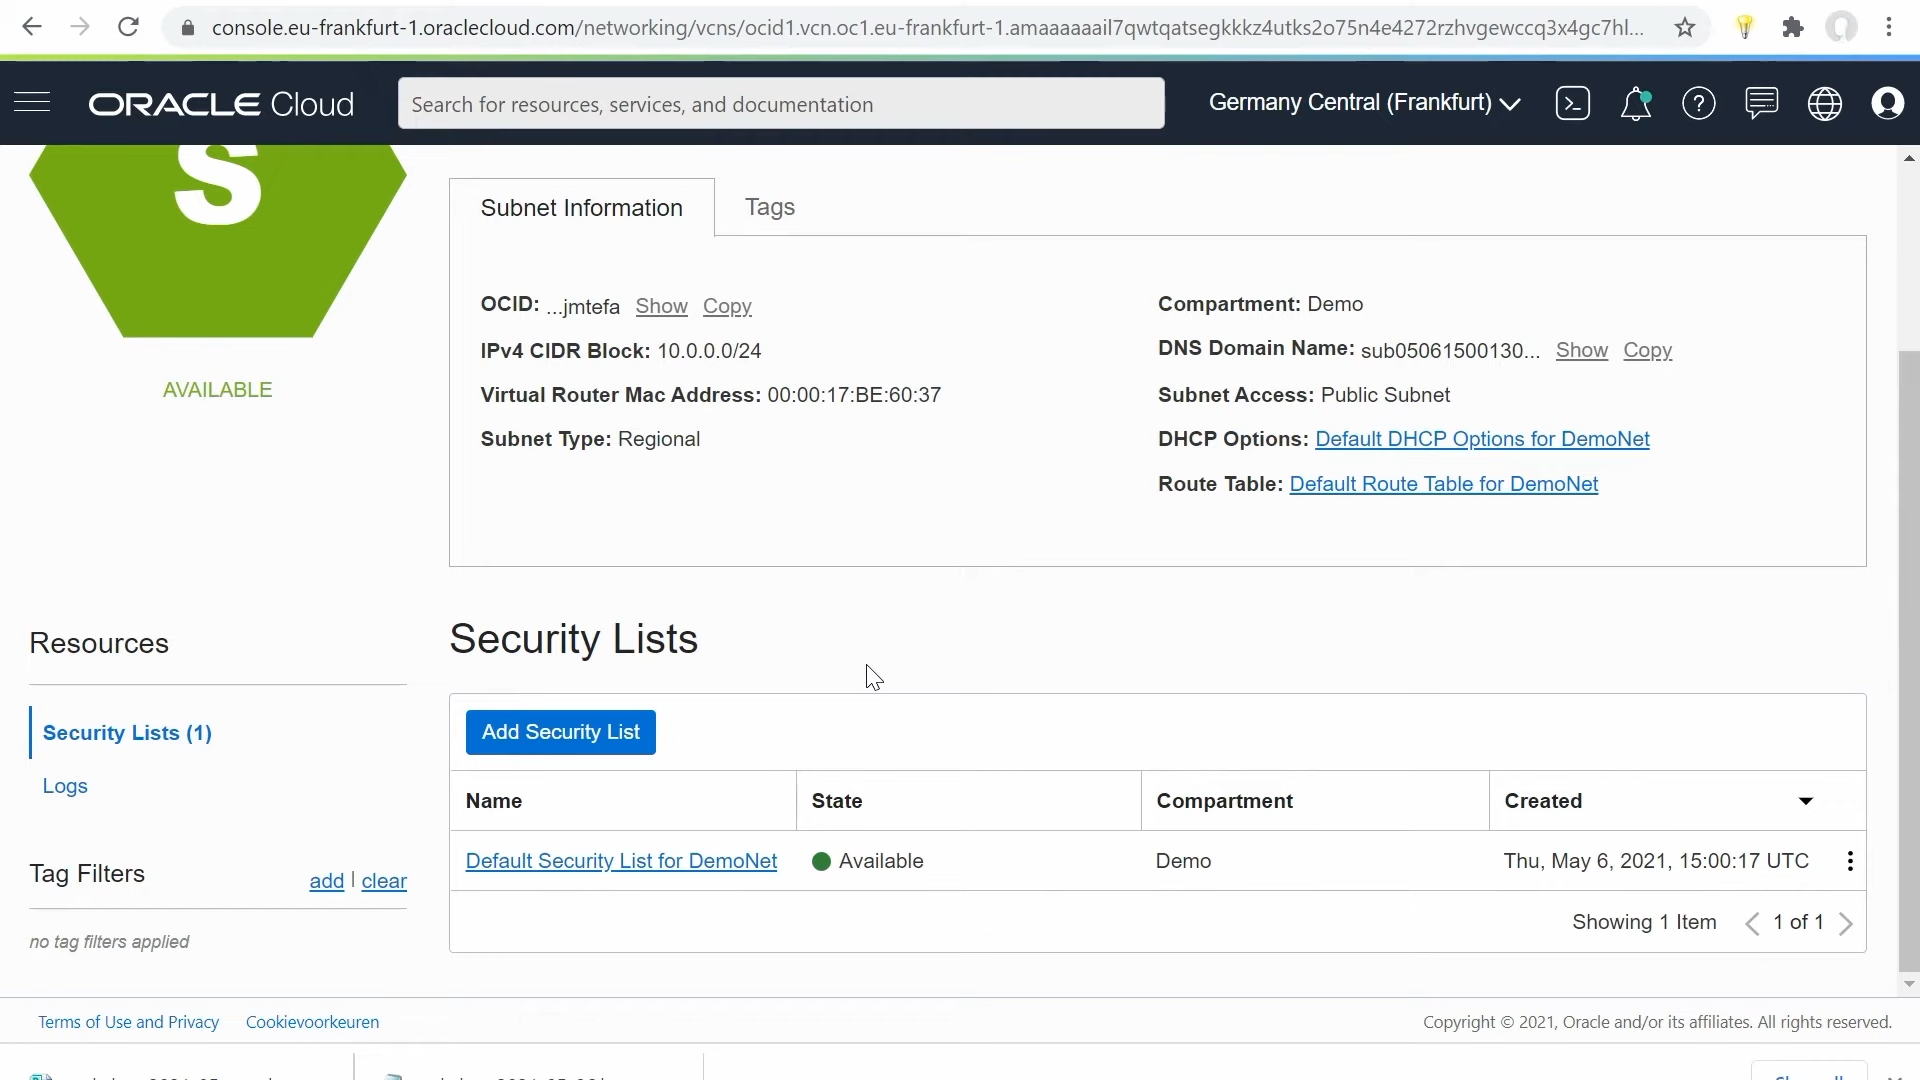 console.eu-frankfurt-1.oraclecloud.com/networking/vcns/ocid1.vcn.oc1.eu-frankfurt-1.amaaaaaail7qwtqatsegkkkz4utks2o75n4e4272rzhvgewccq3x4gc7hl...
ORACLE Cloud
Search for resources, services, and documentation
Germany Central (Frankfurt)
S
AVAILABLE
Subnet Information
Tags
OCID: ...jmtefa Show Copy
IPv4 CIDR Block: 10.0.0.0/24
Virtual Router Mac Address: 00:00:17:BE:60:37
Subnet Type: Regional
Compartment: Demo
DNS Domain Name: sub05061500130... Show Copy
Subnet Access: Public Subnet
DHCP Options: Default DHCP Options for DemoNet
Route Table: Default Route Table for DemoNet
Resources
Security Lists (1)
Logs
Tag Filters
add | clear
no tag filters applied
Security Lists
Add Security List
Name State Compartment Created
Default Security List for DemoNet Available Demo Thu, May 6, 2021, 15:00:17 UTC
Showing 1 Item < 1 of 1 >
Terms of Use and Privacy Cookievoorkeuren
Copyright © 2021, Oracle and/or its affiliates. All rights reserved.